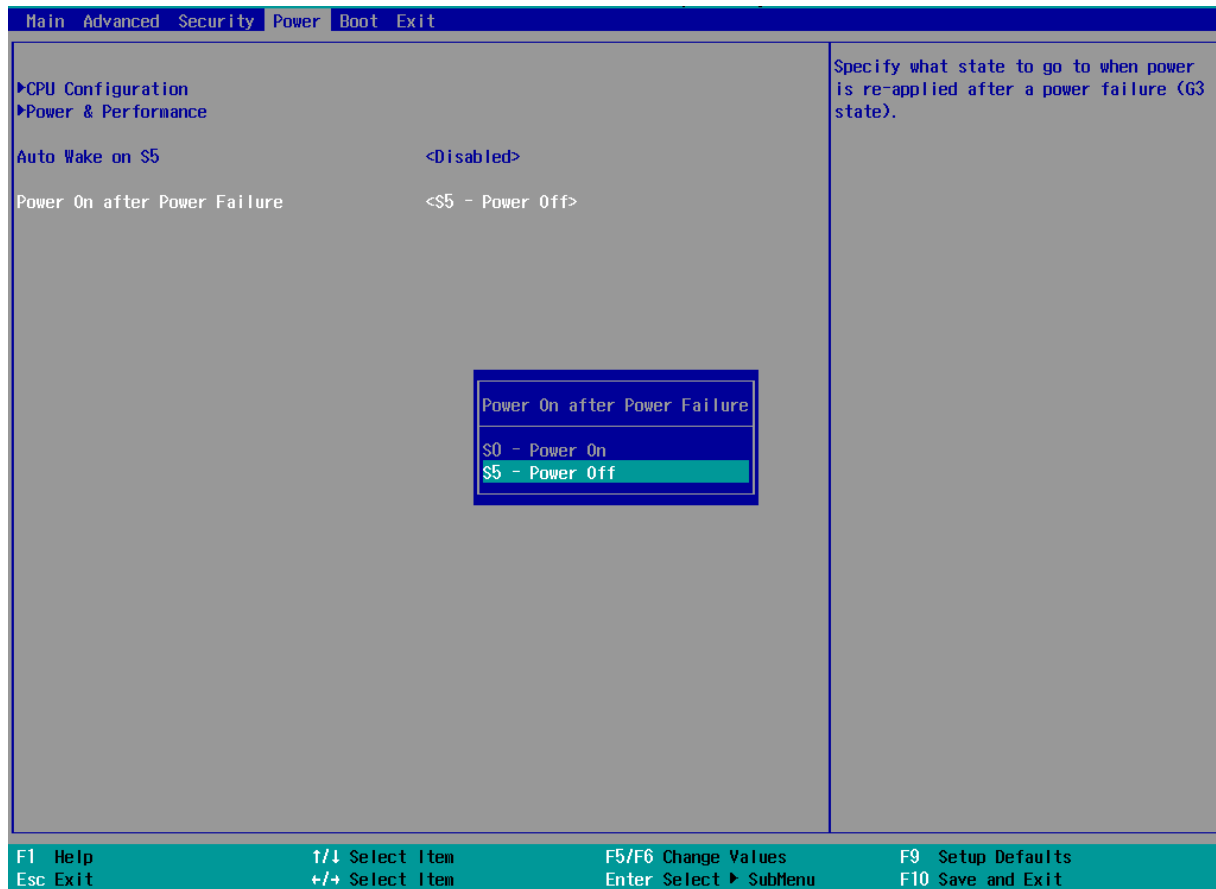 Main Advanced Security Power Boot Exit
▶CPU Configuration
▶Power & Performance
Auto Wake on S5 <Disabled>
Power On after Power Failure <S5 - Power Off>
Specify what state to go to when power
is re-applied after a power failure (G3
state).
Power On after Power Failure
S0 - Power On
S5 - Power Off
F1 Help ↑/↓ Select Item F5/F6 Change Values F9 Setup Defaults
Esc Exit ←/→ Select Item Enter Select ▶ SubMenu F10 Save and Exit